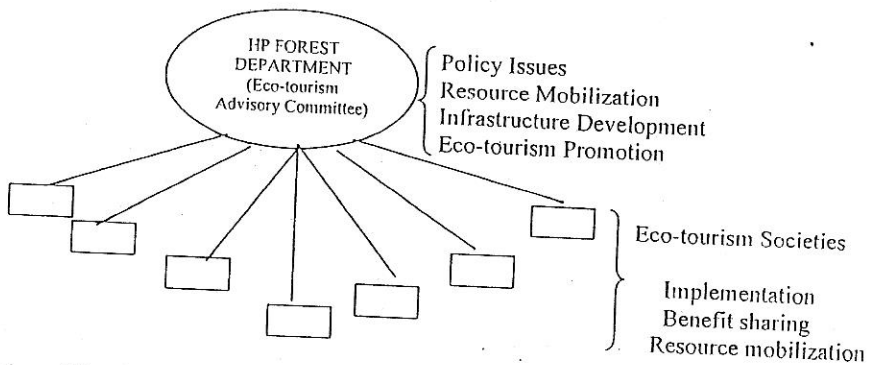 HP FOREST
DEPARTMENT
(Eco-tourism
Advisory Committee)
Policy Issues
Resource Mobilization
Infrastructure Development
Eco-tourism Promotion
Eco-tourism Societies
Implementation
Benefit sharing
Resource mobilization